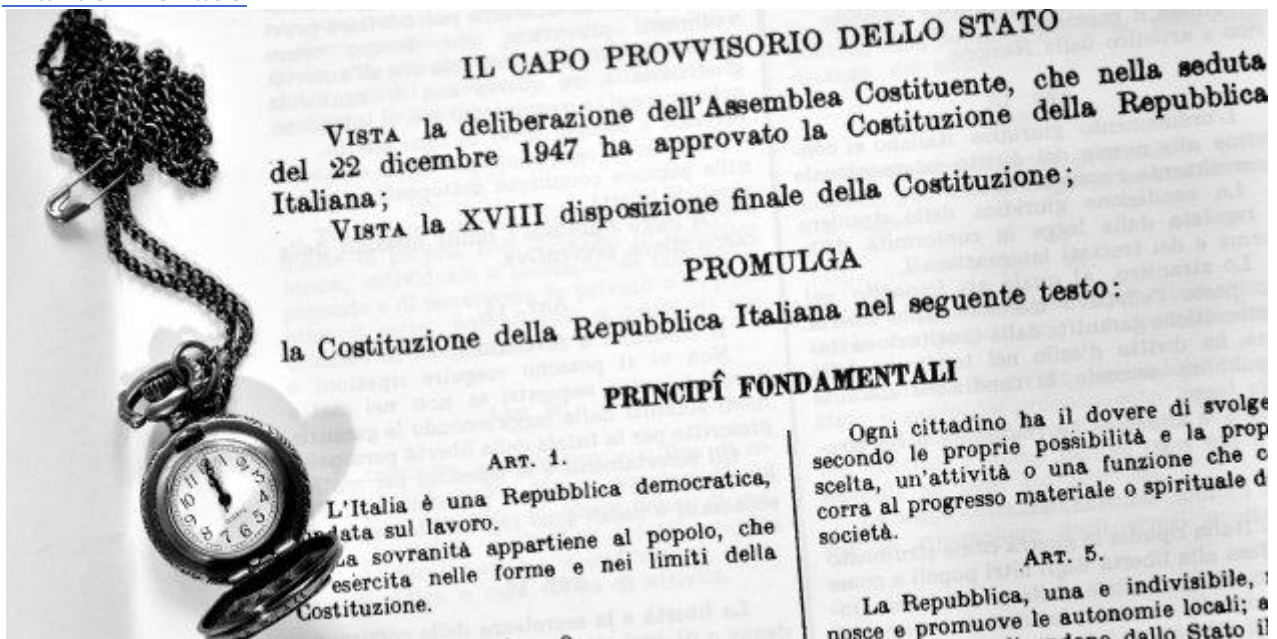 IL CAPO PROVVISORIO DELLO STATO
VISTA la deliberazione dell'Assemblea Costituente, che nella seduta
del 22 dicembre 1947 ha approvato la Costituzione della Repubblica
Italiana;
VISTA la XVIII disposizione finale della Costituzione;
PROMULGA
la Costituzione della Repubblica Italiana nel seguente testo:
PRINCIPÎ FONDAMENTALI
ART. 1.
L'Italia è una Repubblica democratica,
sul lavoro.
sovranità appartiene al popolo, che
esercita nelle forme e nei limiti della
Costituzione.
Ogni cittadino ha il dovere di svolge
secondo le proprie possibilità e la prop
scelta, un'attività o una funzione che c
corra al progresso materiale o spirituale d
società.
ART. 5.
La Repubblica, una e indivisibile,
nosce e promuove le autonomie locali; a
dello Stato il